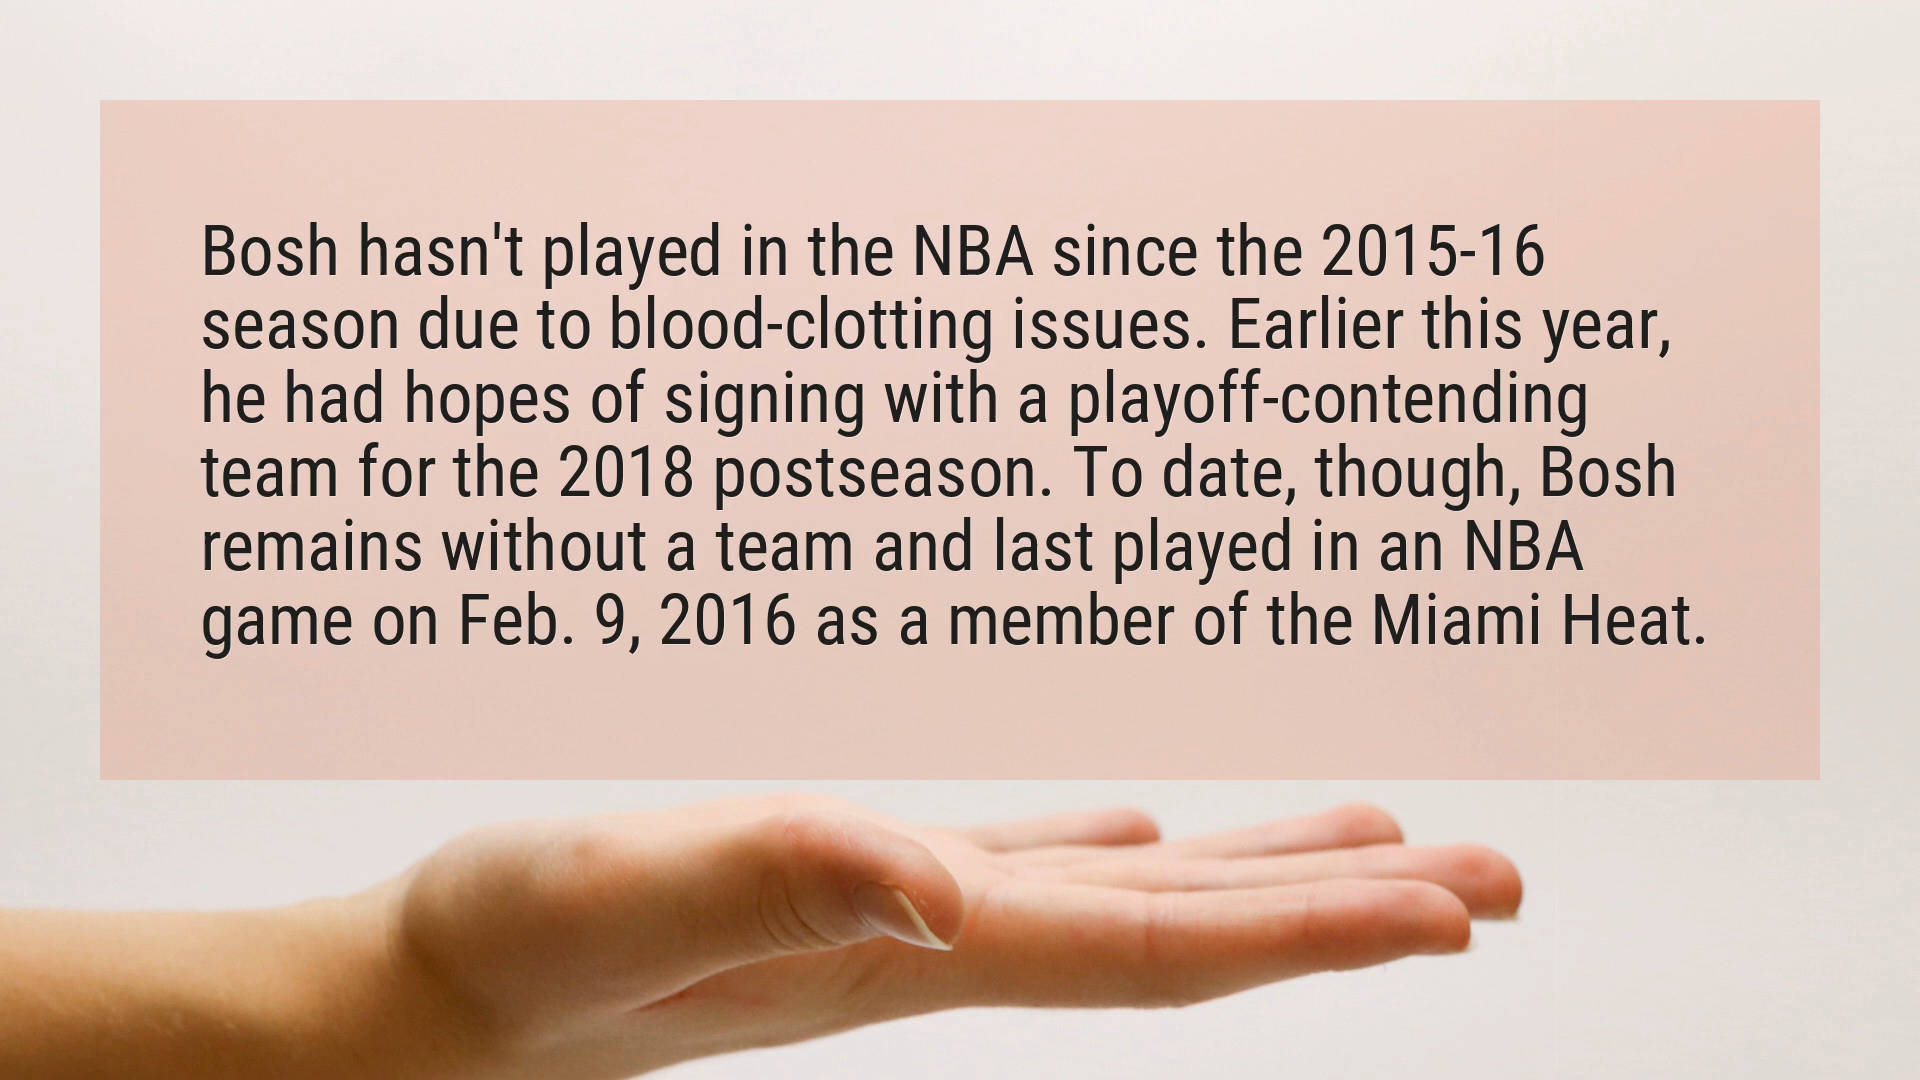 Bosh hasn't played in the NBA since the 2015-16
season due to blood-clotting issues. Earlier this year,
he had hopes of signing with a playoff-contending
team for the 2018 postseason. To date, though, Bosh
remains without a team and last played in an NBA
game on Feb. 9, 2016 as a member of the Miami Heat.